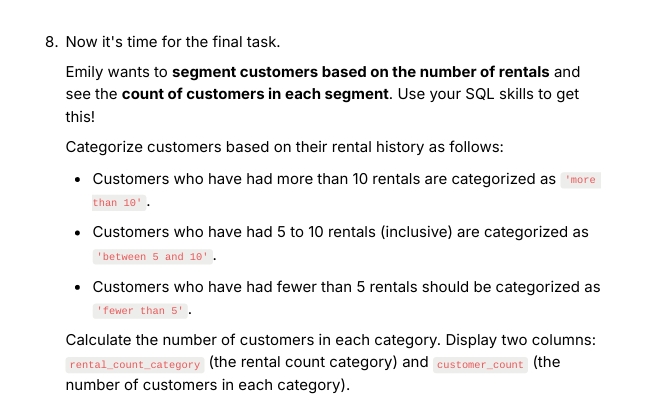 8. Now it's time for the final task.
Emily wants to segment customers based on the number of rentals and
see the count of customers in each segment. Use your SQL skills to get
this!
Categorize customers based on their rental history as follows:
• Customers who have had more than 10 rentals are categorized as 'more
than 10'.
• Customers who have had 5 to 10 rentals (inclusive) are categorized as
'between 5 and 10'.
• Customers who have had fewer than 5 rentals should be categorized as
'fewer than 5'.
Calculate the number of customers in each category. Display two columns:
rental_count_category (the rental count category) and customer_count (the
number of customers in each category).